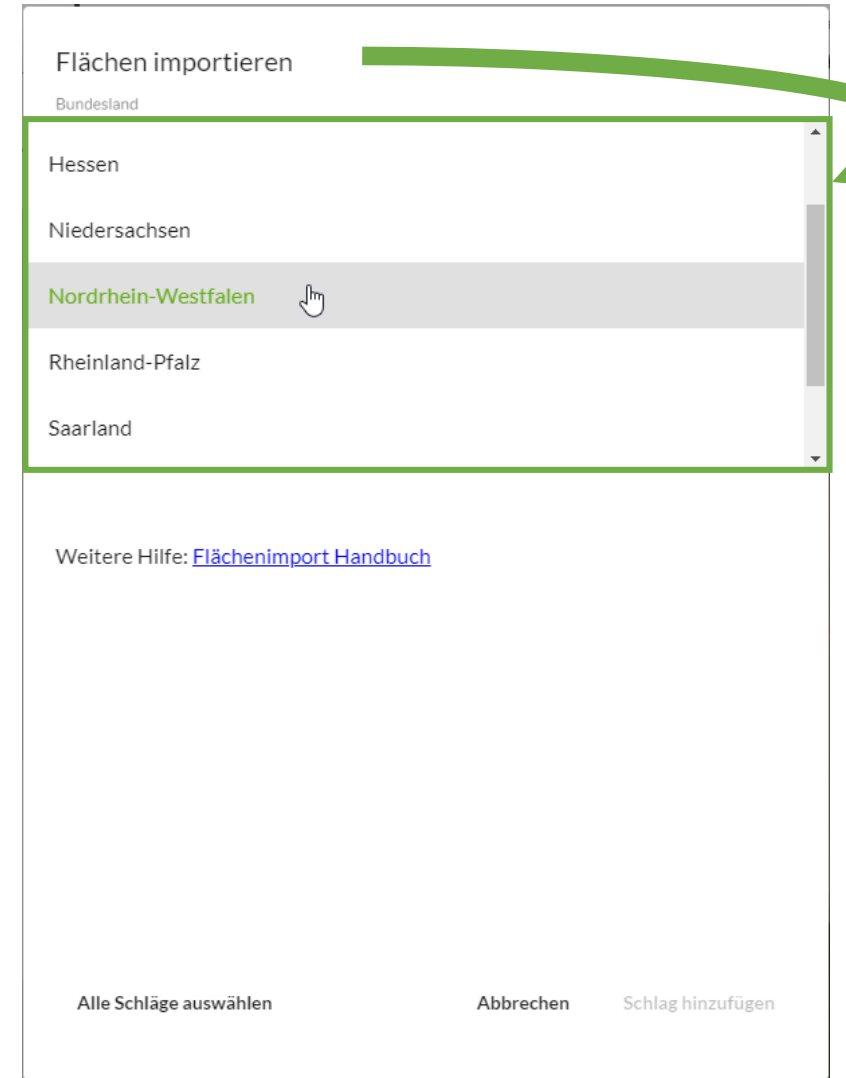 Flächen importieren
Bundesland
Hessen
Niedersachsen
Nordrhein-Westfalen
Rheinland-Pfalz
Saarland
Weitere Hilfe: Flächenimport Handbuch
Alle Schläge auswählen Abbrechen Schlag hinzufügen